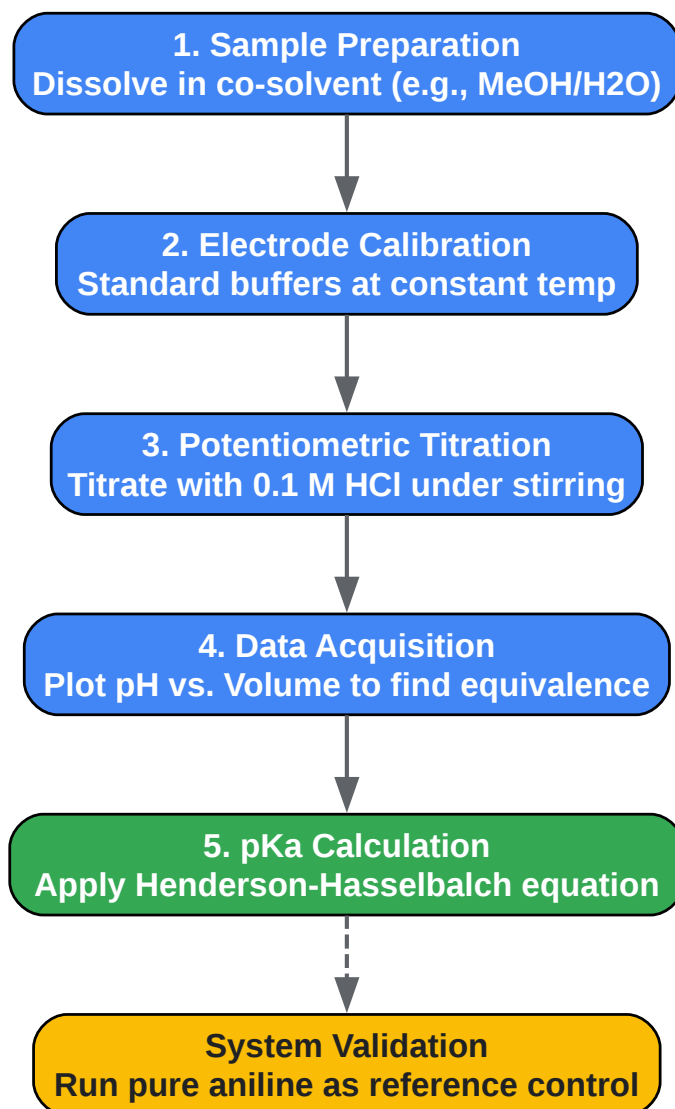 1. Sample Preparation
Dissolve in co-solvent (e.g., MeOH/H2O)
2. Electrode Calibration
Standard buffers at constant temp
3. Potentiometric Titration
Titrate with 0.1 M HCl under stirring
4. Data Acquisition
Plot pH vs. Volume to find equivalence
5. pKa Calculation
Apply Henderson-Hasselbalch equation
System Validation
Run pure aniline as reference control